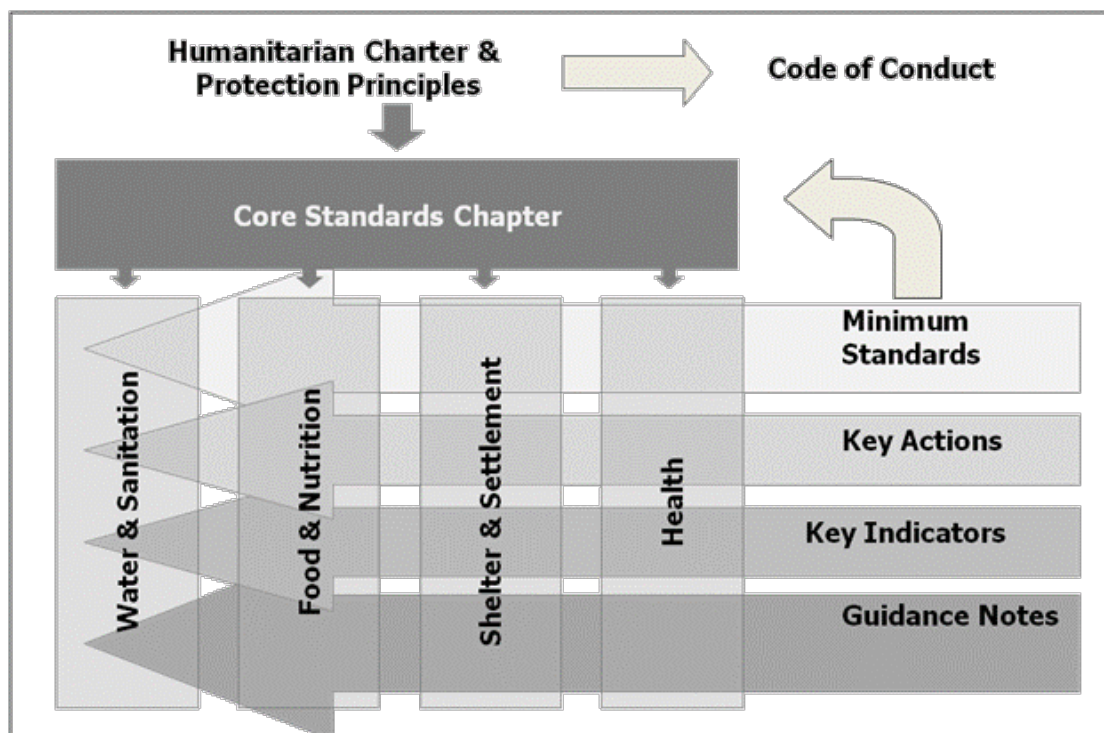 Humanitarian Charter &
Protection Principles
Code of Conduct
Core Standards Chapter
Water & Sanitation
Food & Nutrition
Shelter & Settlement
Health
Minimum
Standards
Key Actions
Key Indicators
Guidance Notes